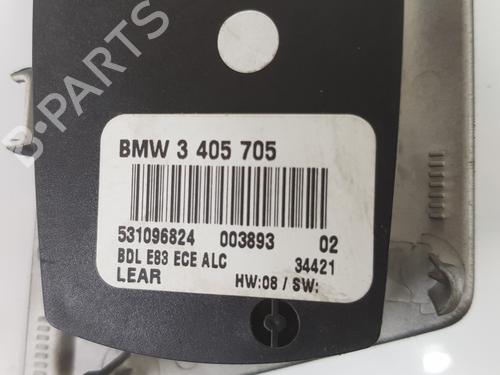 B-PARTS
BMW 3 405 705
531096824 003893 02
BDL E83 ECE ALC 34421
LEAR HW:08 / SW: